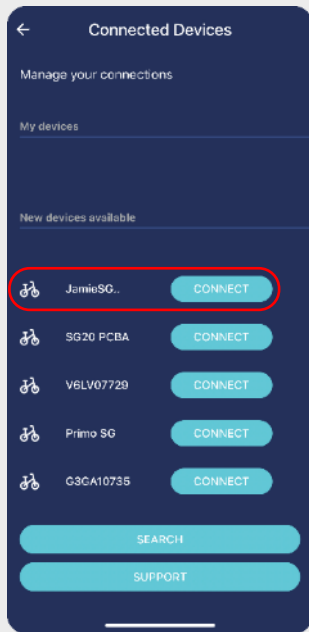 Connected Devices
Manage your connections
My devices
New devices available
JamieSG.. CONNECT
SG20 PCBA CONNECT
V6LV07729 CONNECT
Primo SG CONNECT
G3GA10735 CONNECT
SEARCH
SUPPORT